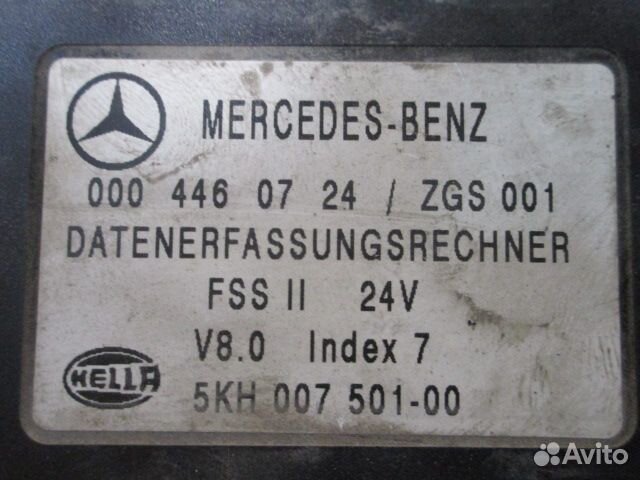 MERCEDES-BENZ
000 446 07 24 / ZGS 001
DATENERFASSUNGSRECHNER
FSS II 24V
V8.0 Index 7
HELLA
5KH 007 501-00
Avito